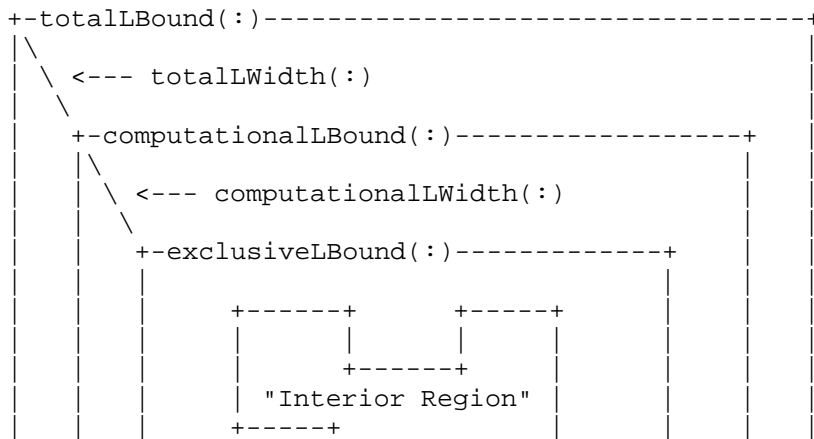 totalLBound(:)
<--- totalLWidth(:)
computationalLBound(:)
<--- computationalLWidth(:)
exclusiveLBound(:)
"Interior Region"